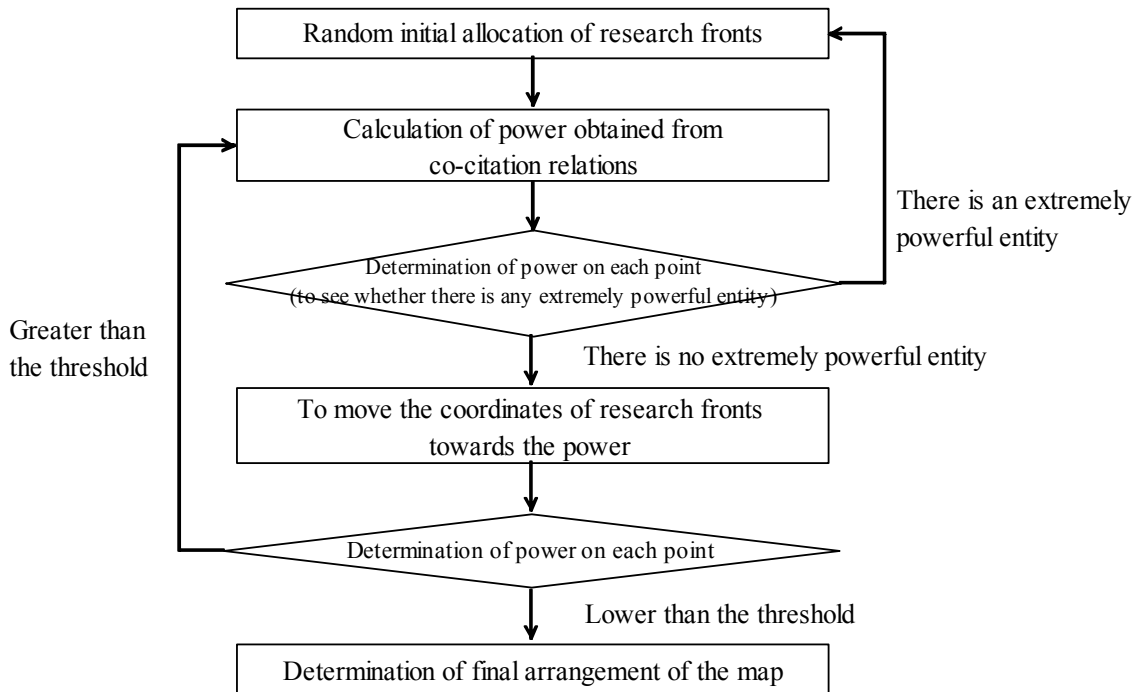 Random initial allocation of research fronts
Calculation of power obtained from
co-citation relations
There is an extremely
powerful entity
Determination of power on each point
(to see whether there is any extremely powerful entity)
Greater than
the threshold
There is no extremely powerful entity
To move the coordinates of research fronts
towards the power
Determination of power on each point
Lower than the threshold
Determination of final arrangement of the map